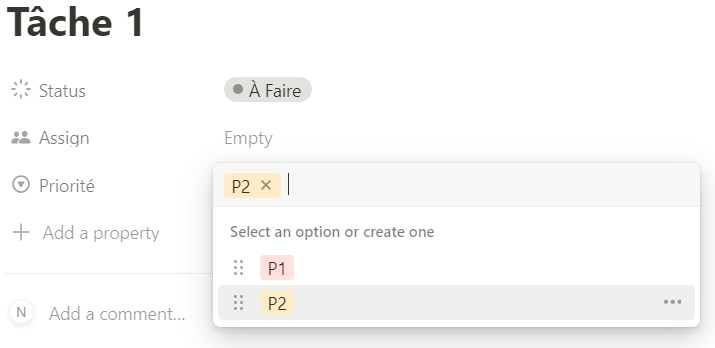 Tâche 1
Status
À Faire
Assign
Empty
Priorité
P2
Select an option or create one
P1
P2
Add a property
N
Add a comment...